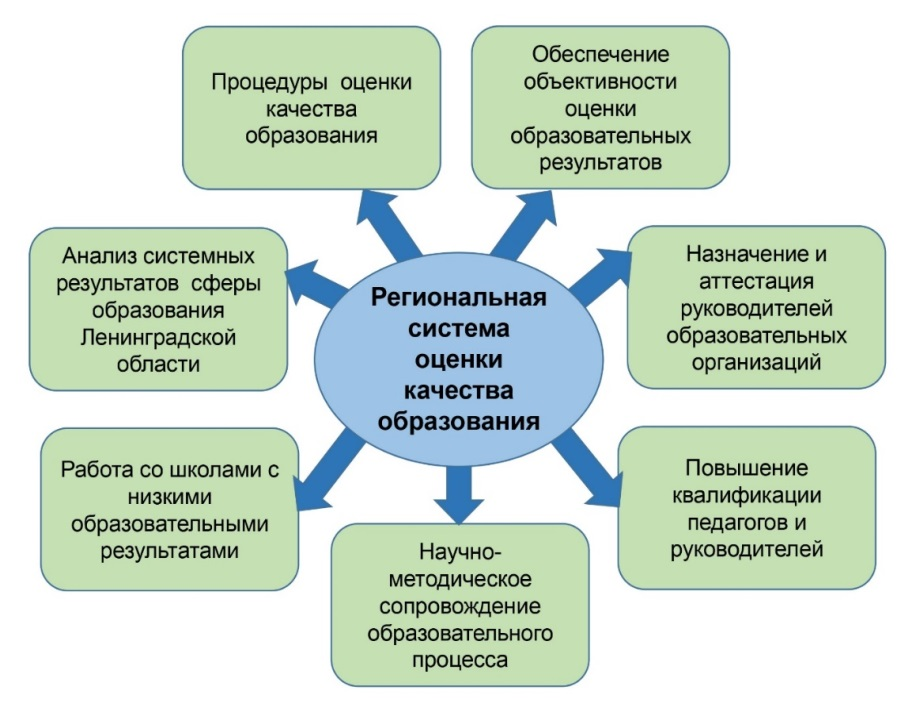 Процедуры оценки
качества
образования
Обеспечение
объективности
оценки
образовательных
результатов
Анализ системных
результатов сферы
образования
Ленинградской
области
Региональная
система
оценки
качества
образования
Назначение и
аттестация
руководителей
образовательных
организаций
Работа со школами с
низкими
образовательными
результатами
Научно-
методическое
сопровождение
образовательного
процесса
Повышение
квалификации
педагогов и
руководителей